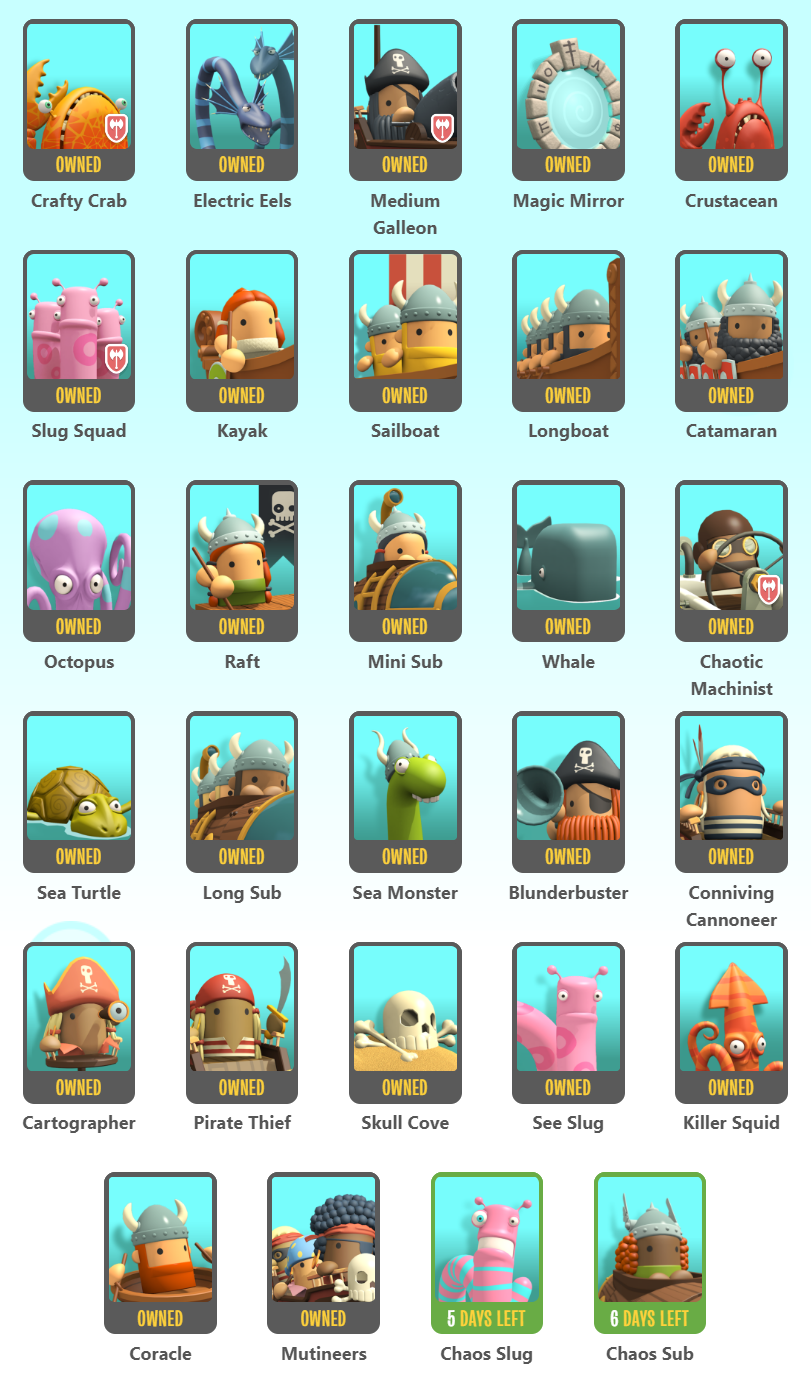 OWNED
OWNED
OWNED
OWNED
OWNED
Crafty Crab
Electric Eels
Medium
Galleon
Magic Mirror
Crustacean
OWNED
OWNED
OWNED
OWNED
OWNED
Slug Squad
Kayak
Sailboat
Longboat
Catamaran
OWNED
OWNED
OWNED
OWNED
OWNED
Octopus
Raft
Mini Sub
Whale
Chaotic
Machinist
OWNED
OWNED
OWNED
OWNED
OWNED
Sea Turtle
Long Sub
Sea Monster
Blunderbuster
Conniving
Cannoneer
OWNED
OWNED
OWNED
OWNED
OWNED
Cartographer
Pirate Thief
Skull Cove
See Slug
Killer Squid
OWNED
OWNED
5 DAYS LEFT
6 DAYS LEFT
Coracle
Mutineers
Chaos Slug
Chaos Sub